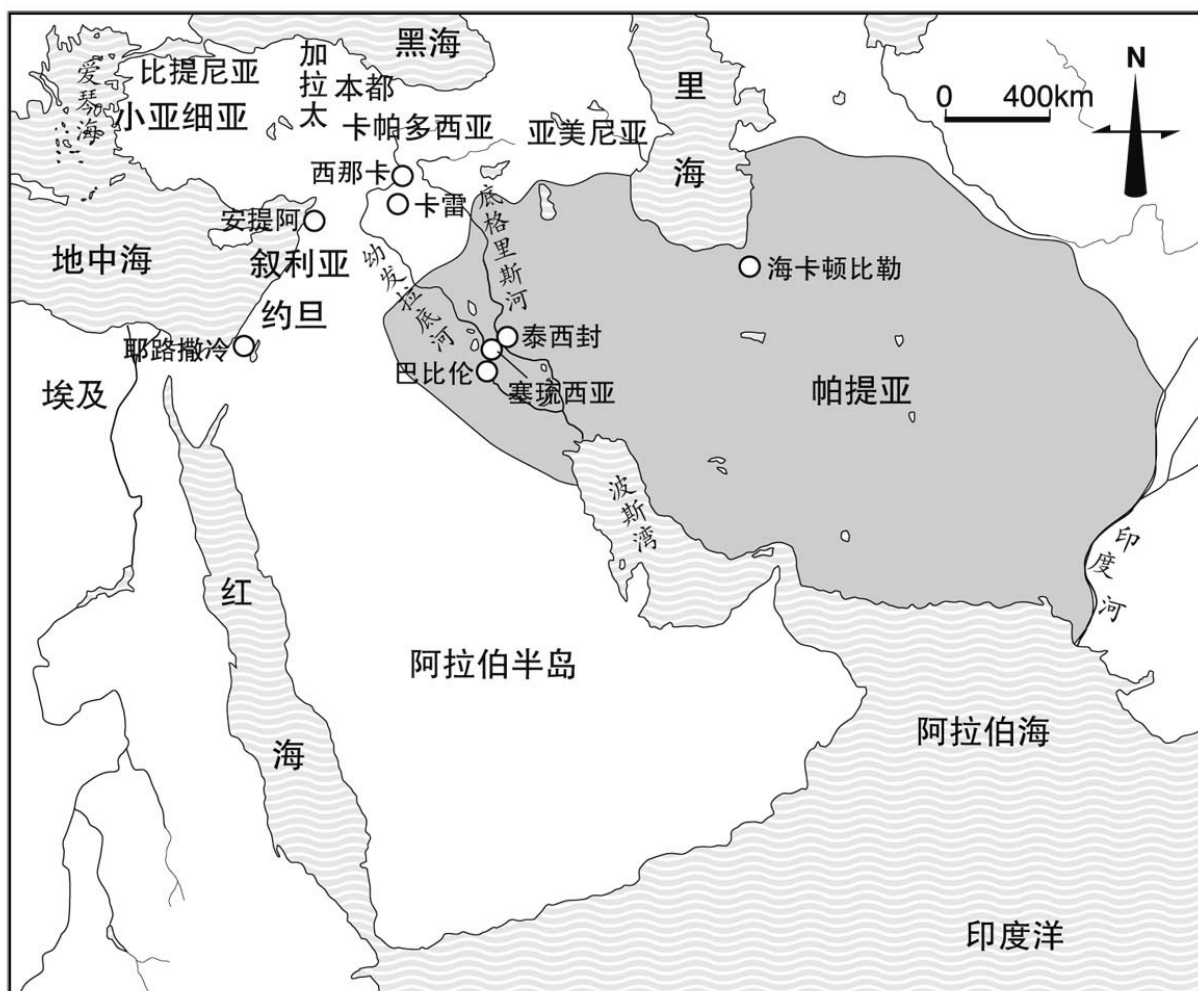 黑海
加拉太
爱琴海
比提尼亚
本都
小亚细亚
卡帕多西亚
亚美尼亚
里海
N
0 400km
西那卡
卡雷
底格里斯河
安提阿
地中海
叙利亚
幼发拉底河
海卡顿比勒
约旦
泰西封
耶路撒冷
巴比伦
塞琉西亚
埃及
帕提亚
波斯湾
印度河
红海
阿拉伯半岛
阿拉伯海
印度洋